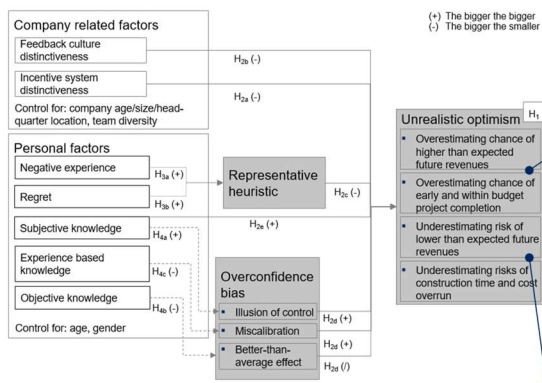 (+) The bigger the bigger
(-) The bigger the smaller
Company related factors
Feedback culture
distinctiveness
H2b (-)
Incentive system
distinctiveness
H2a (-)
Control for: company age/size/head-
quarter location, team diversity
Personal factors
Negative experience
H3a (+)
Regret
H3b (+)
Subjective knowledge
H4a (+)
Experience based
knowledge
H4c (-)
Objective knowledge
H4b (-)
Control for: age, gender
Representative
heuristic
H2c (-)
H2e (+)
Overconfidence
bias
▪ Illusion of control
H2d (+)
▪ Miscalibration
H2d (+)
▪ Better-than-
average effect
H2d (/)
Unrealistic optimism
H1
▪ Overestimating chance of
higher than expected
future revenues
▪ Overestimating chance of
early and within budget
project completion
▪ Underestimating risk of
lower than expected future
revenues
▪ Underestimating risks of
construction time and cost
overrun